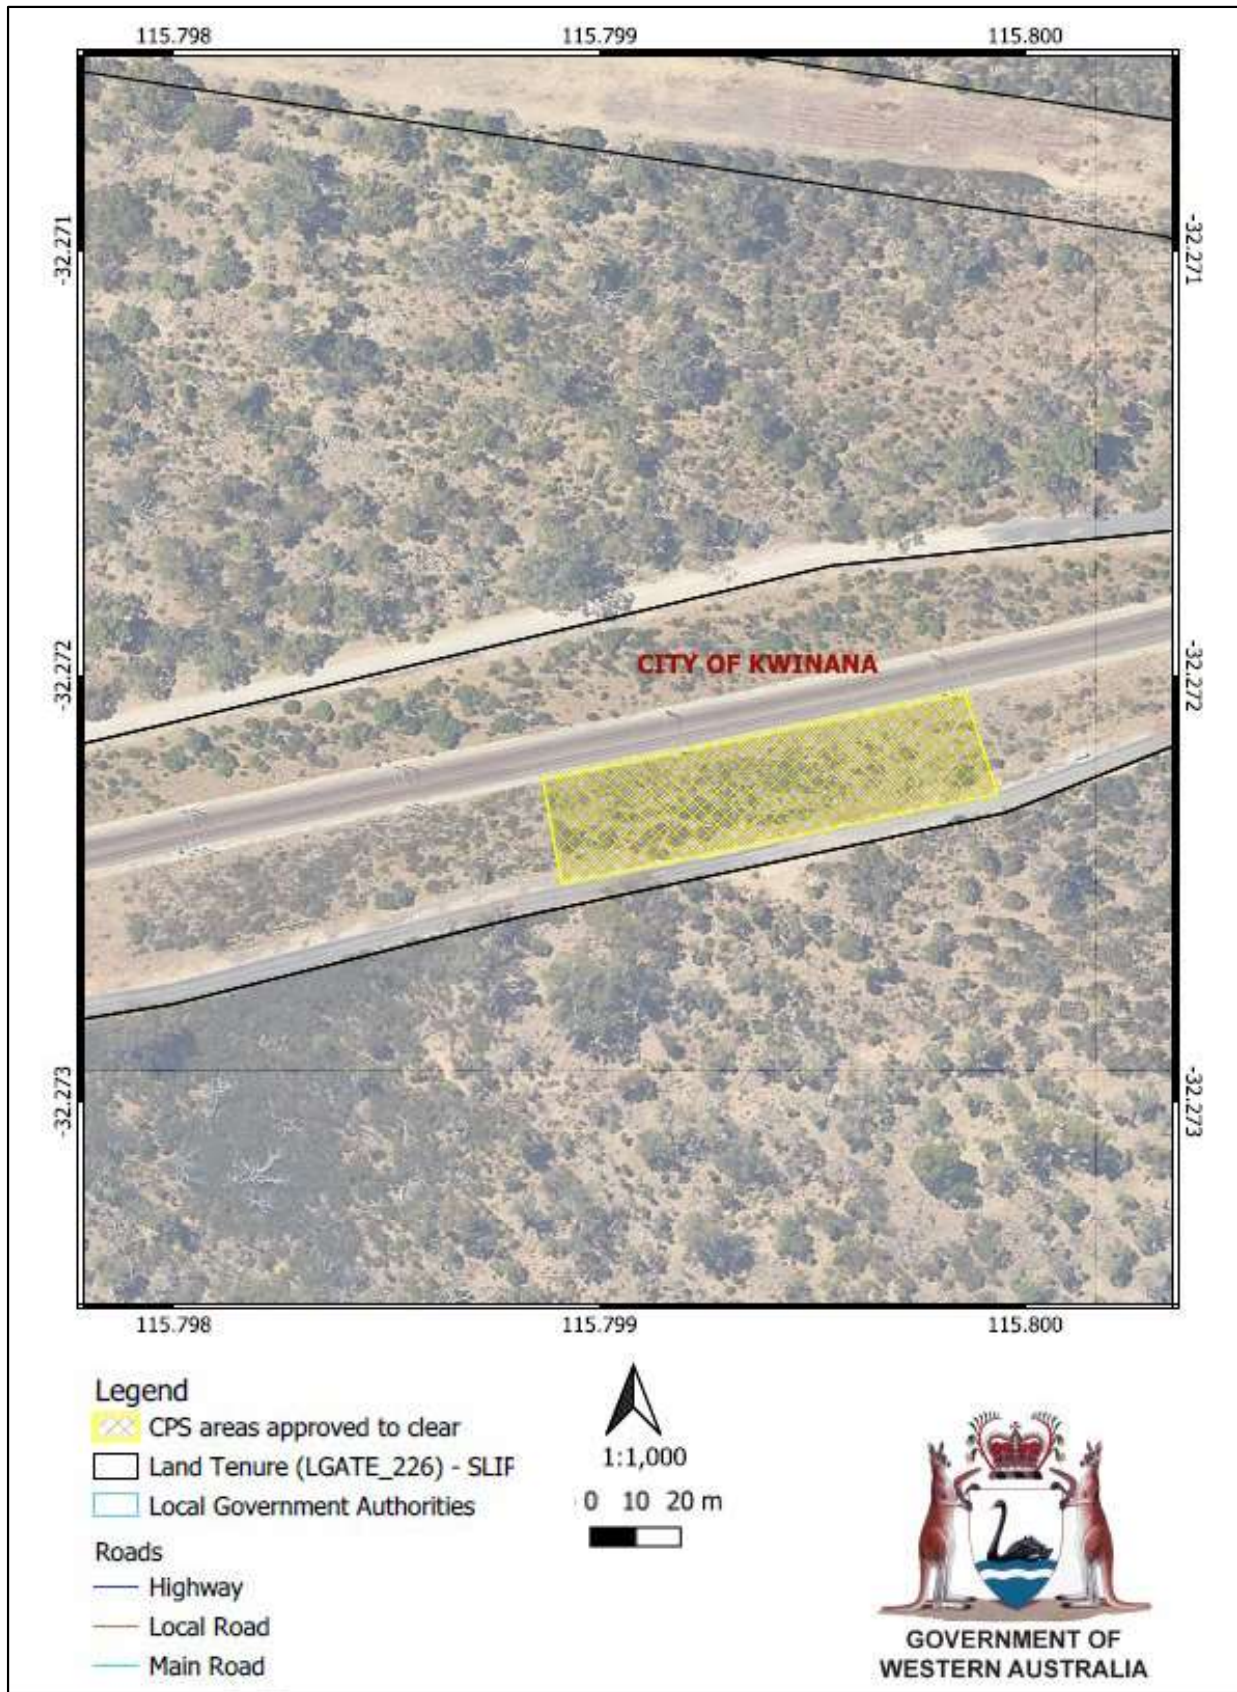 115.798 115.799 115.800
-32.271 -32.271
CITY OF KWINANA
-32.272 -32.272
-32.273 -32.273
115.798 115.799 115.800
Legend
CPS areas approved to clear
Land Tenure (LGATE_226) - SLIP
Local Government Authorities
Roads
Highway
Local Road
Main Road
1:1,000
0 10 20 m
GOVERNMENT OF
WESTERN AUSTRALIA